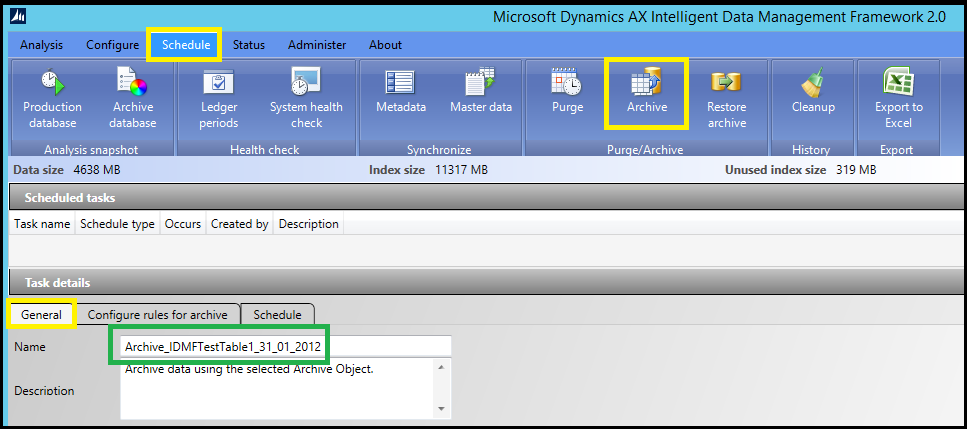 Microsoft Dynamics AX Intelligent Data Management Framework 2.0
Analysis Configure Schedule Status Administer About
Production database Archive database Ledger periods System health check Metadata Master data Purge Archive Restore archive Cleanup Export to Excel
Analysis snapshot Health check Synchronize Purge/Archive History Export
Data size 4638 MB Index size 11317 MB Unused index size 319 MB
Scheduled tasks
Task name Schedule type Occurs Created by Description
Task details
General Configure rules for archive Schedule
Name Archive_IDMFTestTable1_31_01_2012
Archive data using the selected Archive Object.
Description